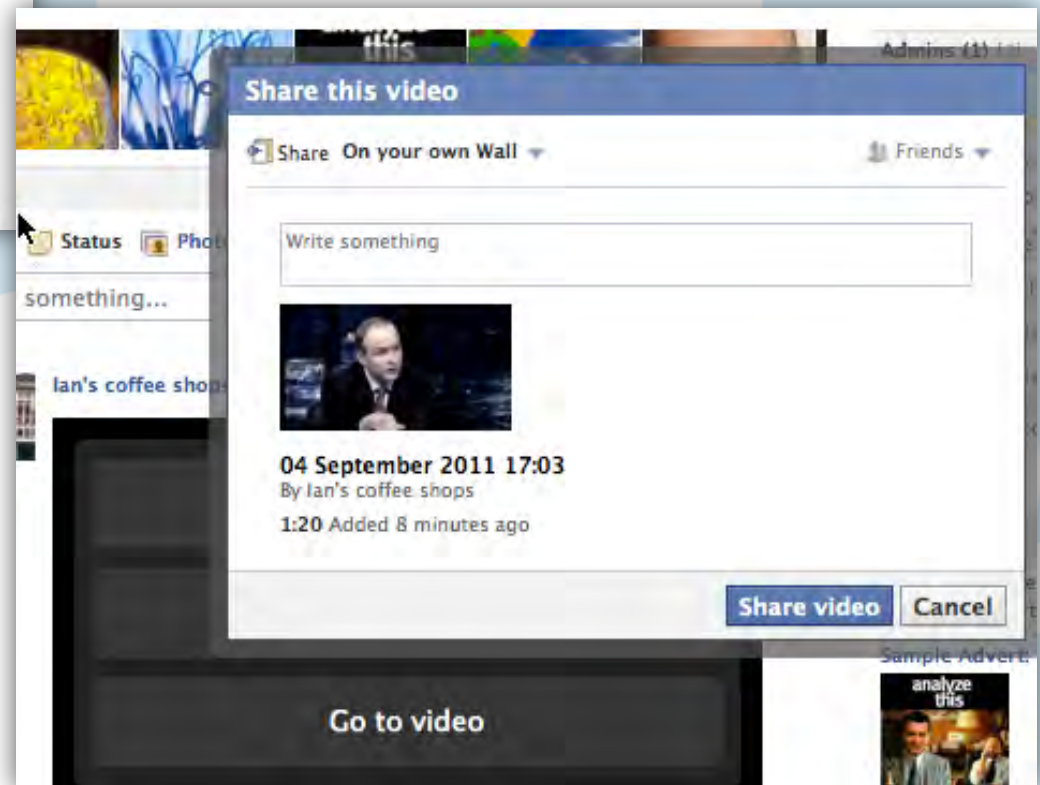 this
Admins (1)
Share this video
Share On your own Wall
Friends
Status
Phot
Write something
something...
Ian's coffee shops
04 September 2011 17:03
By Ian's coffee shops
1:20 Added 8 minutes ago
Share video
Cancel
Sample Advert:
analyze
this
Go to video